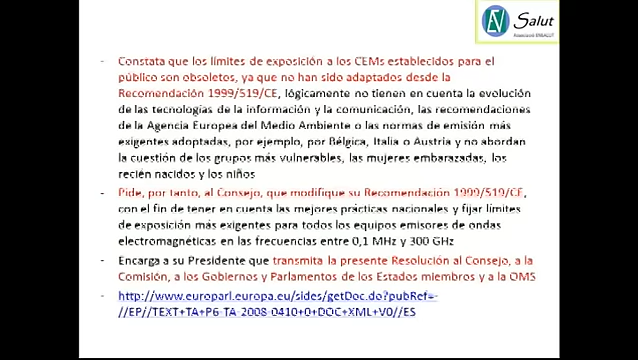 Salut
Associació ENSALUT
- Constata que los límites de exposición a los CEMs establecidos para el
público son obsoletos, ya que no han sido adaptados desde la
Recomendación 1999/519/CE, lógicamente no tienen en cuenta la evolución
de las tecnologías de la información y la comunicación, las recomendaciones
de la Agencia Europea del Medio Ambiente o las normas de emisión más
exigentes adoptadas, por ejemplo, por Bélgica, Italia o Austria y no abordan
la cuestión de los grupos más vulnerables, las mujeres embarazadas, los
recién nacidos y los niños
- Pide, por tanto, al Consejo, que modifique su Recomendación 1999/519/CE,
con el fin de tener en cuenta las mejores prácticas nacionales y fijar límites
de exposición más exigentes para todos los equipos emisores de ondas
electromagnéticas en las frecuencias entre 0,1 MHz y 300 GHz
- Encarga a su Presidente que transmita la presente Resolución al Consejo, a la
Comisión, a los Gobiernos y Parlamentos de los Estados miembros y a la OMS
- http://www.europarl.europa.eu/sides/getDoc.do?pubRef=-
//EP//TEXT+TA+P6-TA-2008-0410+0+DOC+XML+V0//ES